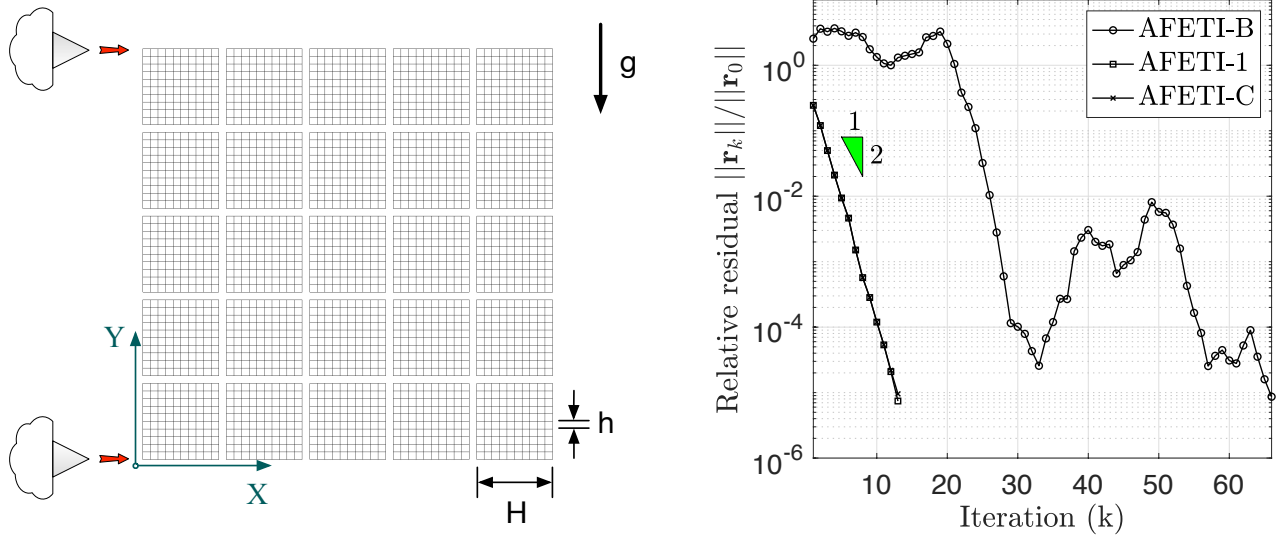 g
Y
X
h
H
AFETI-B
AFETI-1
AFETI-C
1
2
Relative residual ||r_k||/||r_0||
10^0
10^-2
10^-4
10^-6
10 20 30 40 50 60
Iteration (k)